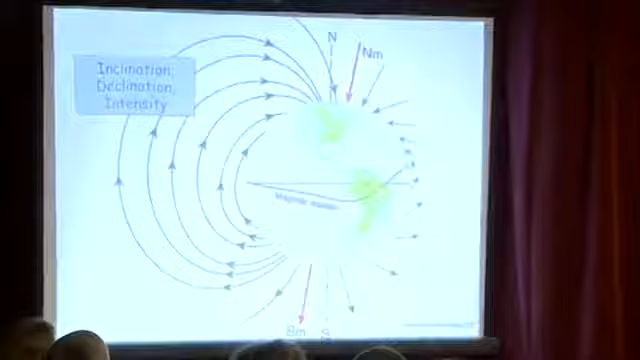 N
Nm
Inclination,
Declination,
Intensity
Bm S